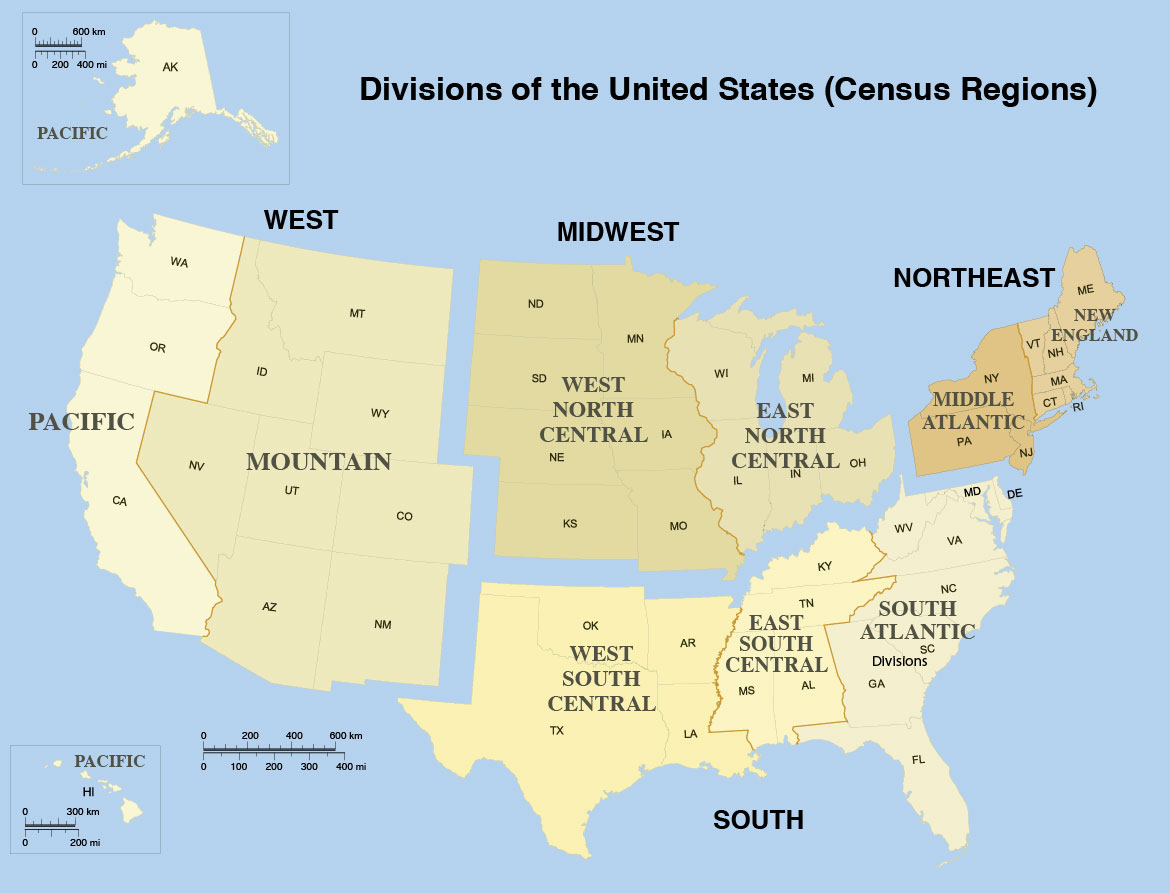 0 600 km
0 200 400 mi
AK
PACIFIC
Divisions of the United States (Census Regions)
WEST
MIDWEST
NORTHEAST
WA
OR
MT
ID
WY
PACIFIC
CA
NV
MOUNTAIN
UT
CO
AZ
NM
ND
MN
SD
WEST
NORTH
CENTRAL
IA
NE
KS
MO
WI
MI
EAST
NORTH
CENTRAL
IL
IN
OH
ME
NEW
ENGLAND
VT
NH
MA
CT
RI
NY
MIDDLE
ATLANTIC
PA
NJ
MD
DE
WV
VA
NC
SOUTH
ATLANTIC
SC
Divisions
GA
FL
KY
TN
EAST
SOUTH
CENTRAL
MS
AL
OK
AR
WEST
SOUTH
CENTRAL
TX
LA
0 200 400 600 km
0 100 200 300 400 mi
PACIFIC
HI
0 300 km
0 200 mi
SOUTH